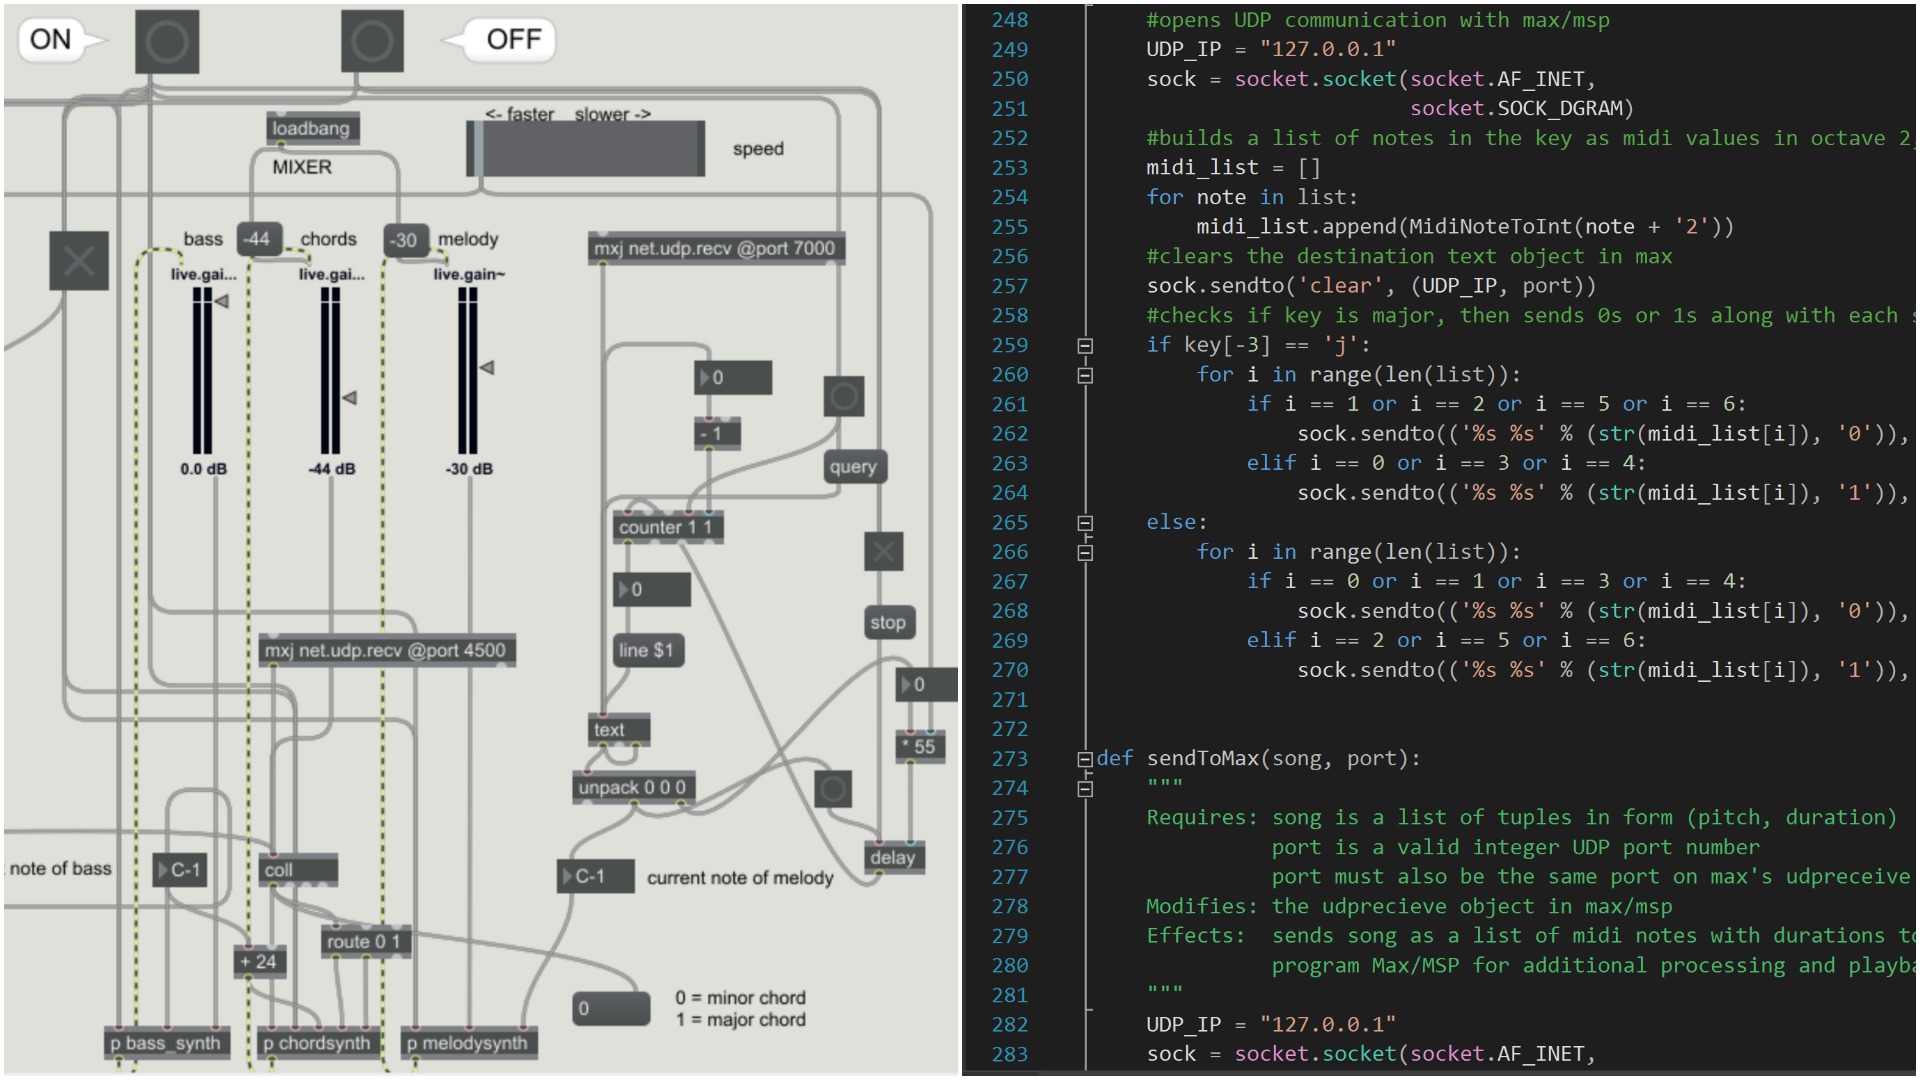 ON
OFF
loadbang
<- faster slower ->
MIXER
speed
bass
-44
chords
-30
melody
mxj net.udp.recv @port 7000
live.gai...
live.gai...
live.gain~
0
- 1
0.0 dB
-44 dB
-30 dB
query
counter 1 1
0
stop
line $1
mxj net.udp.recv @port 4500
0
text
* 55
unpack 0 0 0
delay
note of bass
C-1
coll
C-1
current note of melody
route 0 1
+ 24
0
0 = minor chord
1 = major chord
p bass_synth
p chordsynth
p melodysynth
248 #opens UDP communication with max/msp
249 UDP_IP = "127.0.0.1"
250 sock = socket.socket(socket.AF_INET,
251 socket.SOCK_DGRAM)
252 #builds a list of notes in the key as midi values in octave 2,
253 midi_list = []
254 for note in list:
255 midi_list.append(MidiNoteToInt(note + '2'))
256 #clears the destination text object in max
257 sock.sendto('clear', (UDP_IP, port))
258 #checks if key is major, then sends 0s or 1s along with each
259 if key[-3] == 'j':
260 for i in range(len(list)):
261 if i == 1 or i == 2 or i == 5 or i == 6:
262 sock.sendto(('%s %s' % (str(midi_list[i]), '0')),
263 elif i == 0 or i == 3 or i == 4:
264 sock.sendto(('%s %s' % (str(midi_list[i]), '1')),
265 else:
266 for i in range(len(list)):
267 if i == 0 or i == 1 or i == 3 or i == 4:
268 sock.sendto(('%s %s' % (str(midi_list[i]), '0')),
269 elif i == 2 or i == 5 or i == 6:
270 sock.sendto(('%s %s' % (str(midi_list[i]), '1')),
271
272
273 def sendToMax(song, port):
274 """
275 Requires: song is a list of tuples in form (pitch, duration)
276 port is a valid integer UDP port number
277 port must also be the same port on max's udpreceive
278 Modifies: the udprecieve object in max/msp
279 Effects: sends song as a list of midi notes with durations
280 program Max/MSP for additional processing and
281 """
282 UDP_IP = "127.0.0.1"
283 sock = socket.socket(socket.AF_INET,